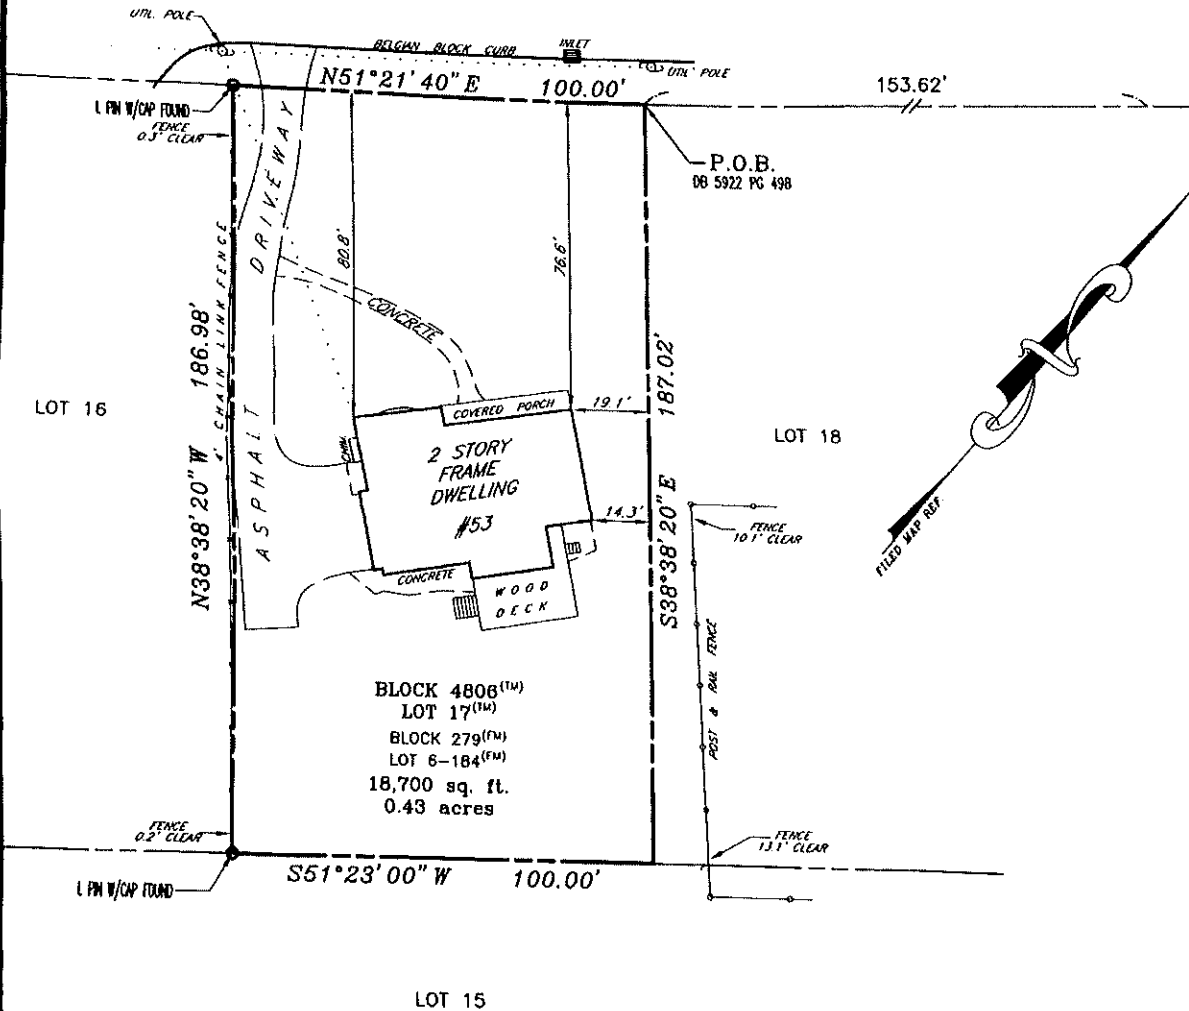 UTIL. POLE
BELGIAN BLOCK CURB
INLET
UTIL. POLE
N51°21'40"E 100.00'
153.62'
I. PIN W/CAP FOUND
FENCE
0.3' CLEAR
P.O.B.
DB 5922 PG 498
ASPHALT DRIVEWAY
4' CHAIN LINK FENCE
N38°38'20"W 186.98'
80.8'
76.6'
CONCRETE
S38°38'20"E 187.02'
LOT 16
COVERED PORCH
19.1'
LOT 18
CHIM.
2 STORY
FRAME
DWELLING
#53
14.3'
FENCE
10.1' CLEAR
FILED MAP REF.
CONCRETE
WOOD
DECK
POST & RAIL FENCE
BLOCK 4806(TM)
LOT 17(TM)
BLOCK 279(FM)
LOT 6-184(FM)
18,700 sq. ft.
0.43 acres
FENCE
0.2' CLEAR
FENCE
13.1' CLEAR
S51°23'00"W 100.00'
I. PIN W/CAP FOUND
LOT 15